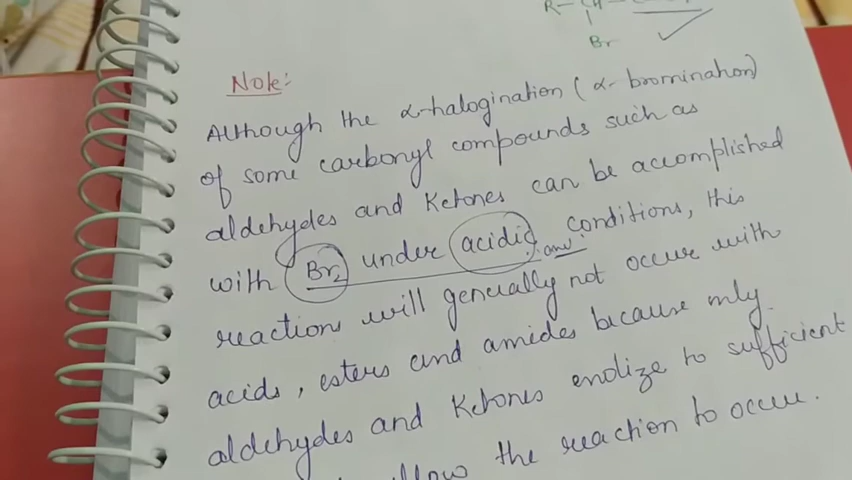 R-CH-
Br
Note:
Although the α-halogination (α-bromination)
of some carbonyl compounds such as
aldehydes and Ketones can be accomplished
with Br2 under acidic conditions, this
reaction will generally not occur with
acids, esters and amides because only
aldehydes and Ketones enolize to sufficient
allow the reaction to occur.